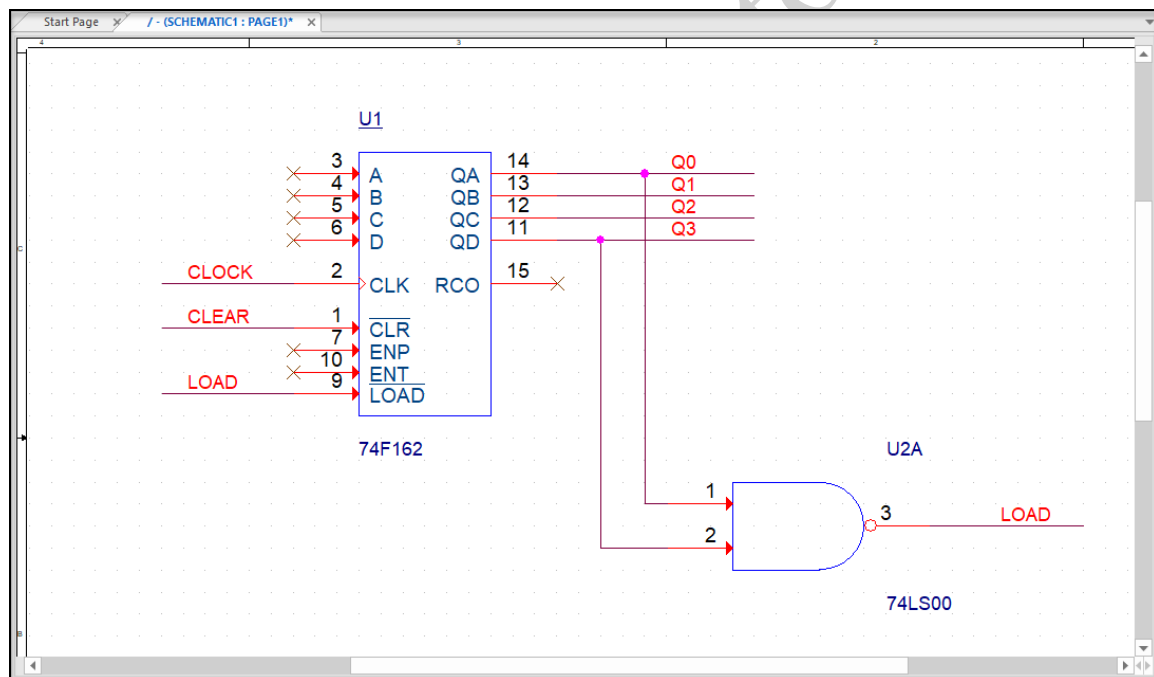 Start Page
/ - (SCHEMATIC1 : PAGE1)*
4 3 2
U1
3 A QA 14 Q0
4 B QB 13 Q1
5 C QC 12 Q2
6 D QD 11 Q3
C
CLOCK 2 CLK RCO 15
CLEAR 1 CLR
7 ENP
10 ENT
LOAD 9 LOAD
74F162
U2A
1
3 LOAD
2
74LS00
B